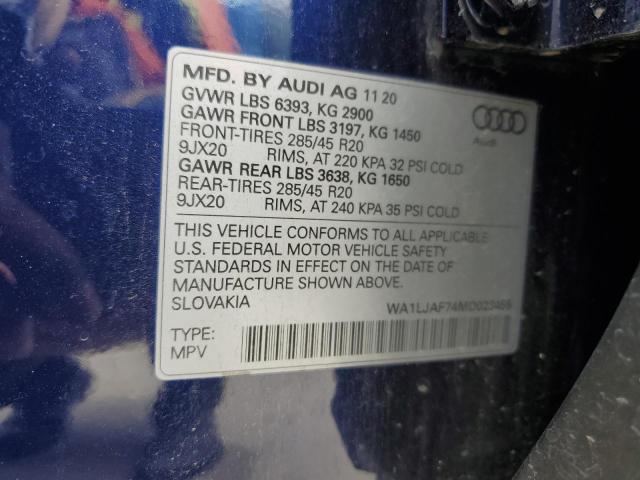 MFD. BY AUDI AG 11 20
GVWR LBS 6393, KG 2900
GAWR FRONT LBS 3197, KG 1450
FRONT-TIRES 285/45 R20
9JX20 RIMS, AT 220 KPA 32 PSI COLD
GAWR REAR LBS 3638, KG 1650
REAR-TIRES 285/45 R20
9JX20 RIMS, AT 240 KPA 35 PSI COLD
Audi
THIS VEHICLE CONFORMS TO ALL APPLICABLE
U.S. FEDERAL MOTOR VEHICLE SAFETY
STANDARDS IN EFFECT ON THE DATE OF
MANUFACTURE SHOWN ABOVE.
SLOVAKIA
TYPE:
MPV